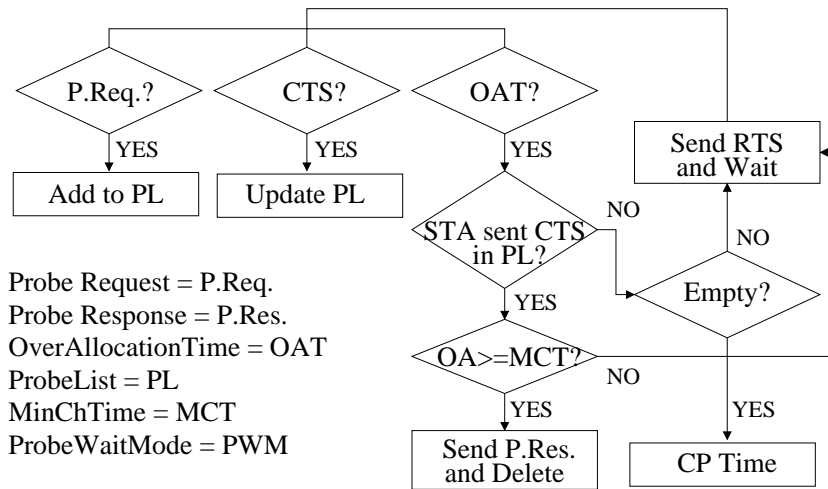 P.Req.?
CTS?
OAT?
YES
YES
YES
Send RTS
and Wait
Add to PL
Update PL
STA sent CTS
in PL?
NO
NO
Empty?
YES
Probe Request = P.Req.
Probe Response = P.Res.
OverAllocationTime = OAT
ProbeList = PL
MinChTime = MCT
ProbeWaitMode = PWM
OA>=MCT?
NO
YES
YES
Send P.Res.
and Delete
CP Time